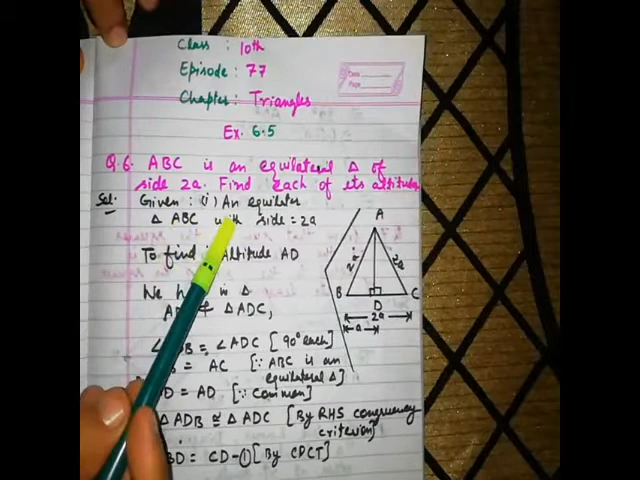 Class : 10th
Episode : 77
Chapter : Triangles
Date
Page
Ex. 6.5
Q.6. ABC is an equilateral Δ of
side 2a. Find each of its altitudes
Sol. Given : (i) An equilater
Δ ABC with side = 2a
To find : Altitude AD
We have in Δ
& Δ ADC,
= ∠ADC [90° each]
= AC [∵ ABC is an
equilateral Δ]
= AD [∵ Common]
Δ ADB ≅ Δ ADC [By RHS congruency
criterion]
BD = CD - ① [By CPCT]
A
2a
2a
B
D
C
2a
a